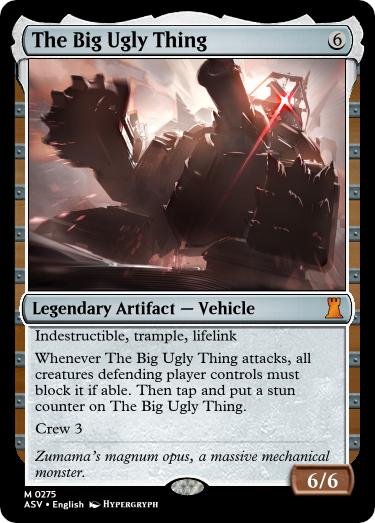 The Big Ugly Thing 6
Legendary Artifact — Vehicle
Indestructible, trample, lifelink
Whenever The Big Ugly Thing attacks, all
creatures defending player controls must
block it if able. Then tap and put a stun
counter on The Big Ugly Thing.
Crew 3
Zumama's magnum opus, a massive mechanical
monster.
6/6
M 0275
ASV • English HYPERGRYPH